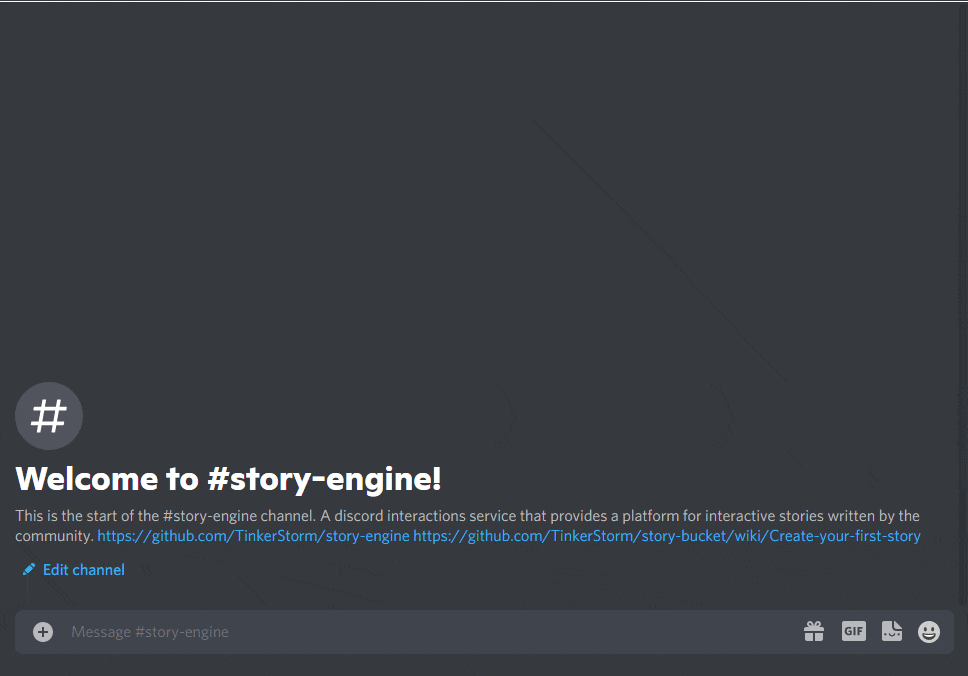 #
Welcome to #story-engine!
This is the start of the #story-engine channel. A discord interactions service that provides a platform for interactive stories written by the
community. https://github.com/TinkerStorm/story-engine https://github.com/TinkerStorm/story-bucket/wiki/Create-your-first-story
Edit channel
Message #story-engine
GIF